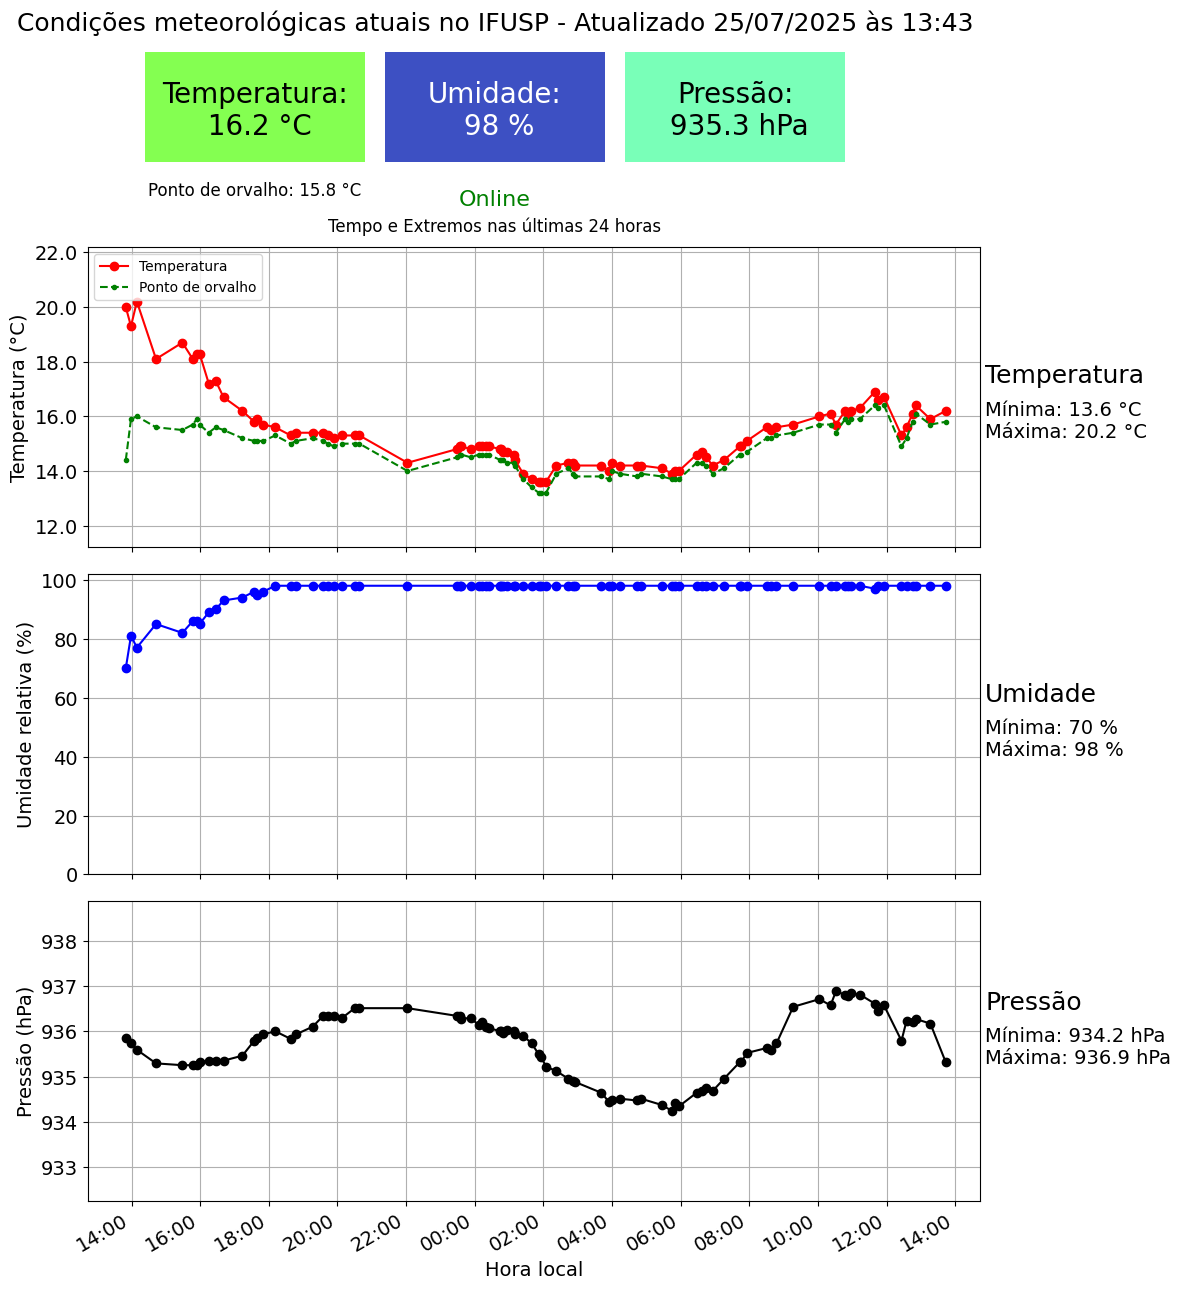 Condições meteorológicas atuais no IFUSP - Atualizado 25/07/2025 às 13:43
Temperatura:
16.2 °C
Umidade:
98 %
Pressão:
935.3 hPa
Ponto de orvalho: 15.8 °C
Online
Tempo e Extremos nas últimas 24 horas
Temperatura (°C)
22.0
20.0
18.0
16.0
14.0
12.0
Temperatura
Ponto de orvalho
Temperatura
Mínima: 13.6 °C
Máxima: 20.2 °C
Umidade relativa (%)
100
80
60
40
20
0
Umidade
Mínima: 70 %
Máxima: 98 %
Pressão (hPa)
938
937
936
935
934
933
Pressão
Mínima: 934.2 hPa
Máxima: 936.9 hPa
14:00
16:00
18:00
20:00
22:00
00:00
02:00
04:00
06:00
08:00
10:00
12:00
14:00
Hora local